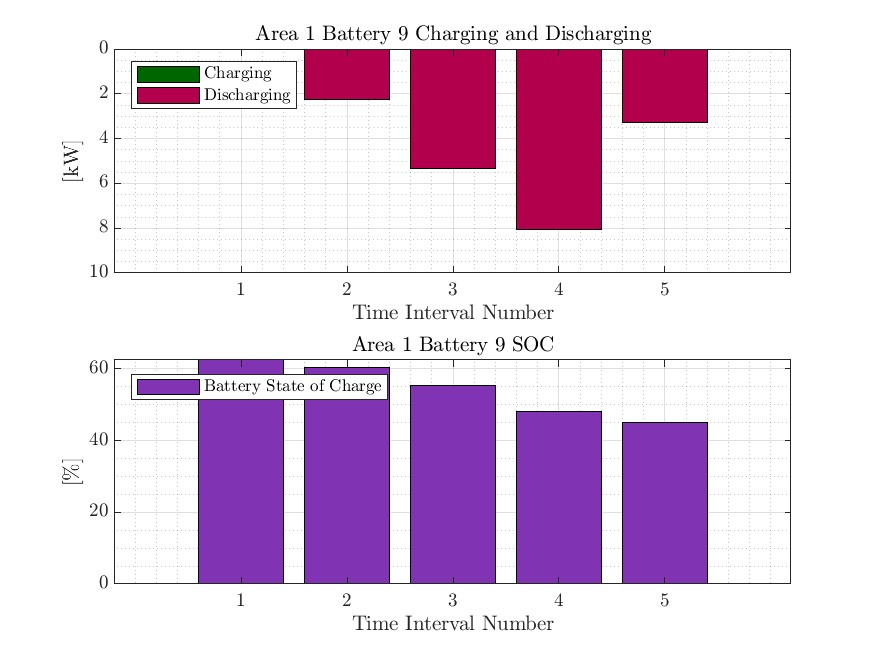 Area 1 Battery 9 Charging and Discharging
0
2
4
6
8
10
[kW]
Charging
Discharging
1 2 3 4 5
Time Interval Number
Area 1 Battery 9 SOC
60
40
20
0
[%]
Battery State of Charge
1 2 3 4 5
Time Interval Number